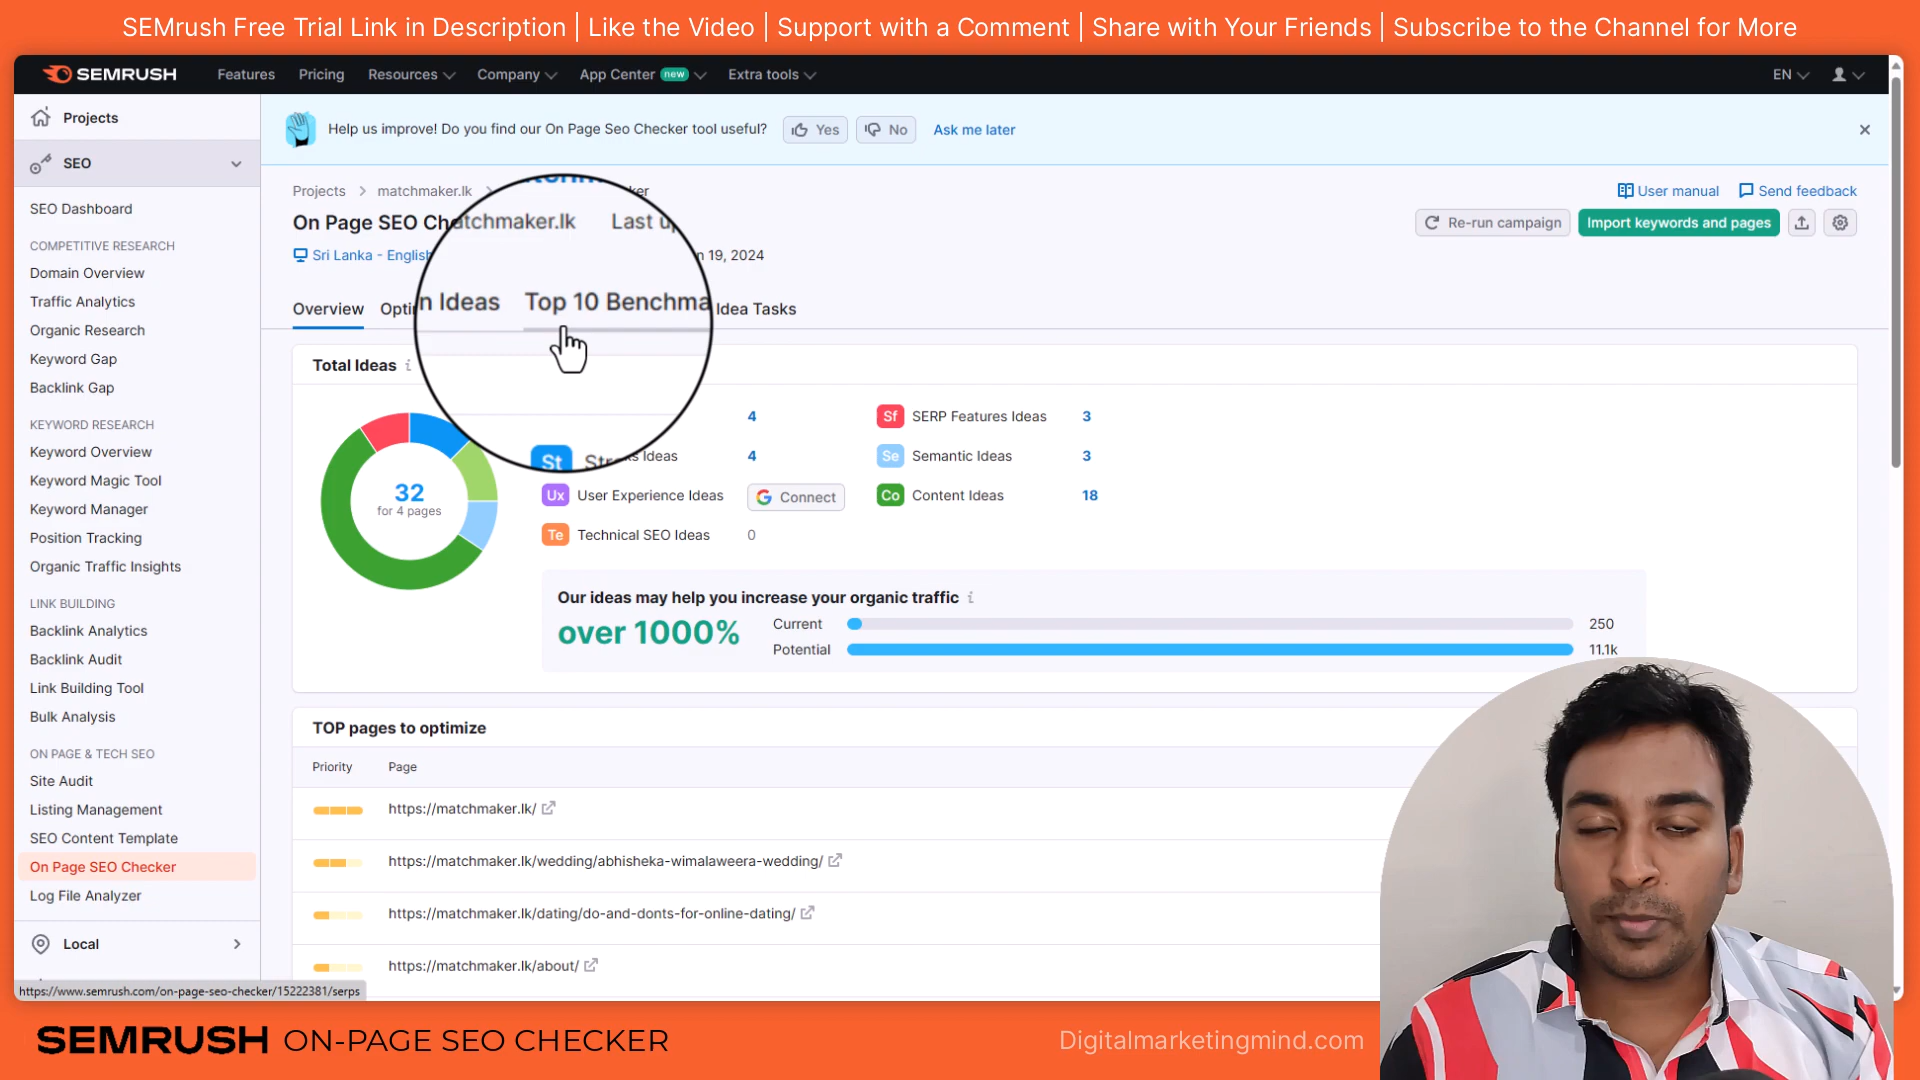 SEMrush Free Trial Link in Description | Like the Video | Support with a Comment | Share with Your Friends | Subscribe to the Channel for More
SEMRUSH Features Pricing Resources Company App Center new Extra tools EN
Projects
SEO
SEO Dashboard
COMPETITIVE RESEARCH
Domain Overview
Traffic Analytics
Organic Research
Keyword Gap
Backlink Gap
KEYWORD RESEARCH
Keyword Overview
Keyword Magic Tool
Keyword Manager
Position Tracking
Organic Traffic Insights
LINK BUILDING
Backlink Analytics
Backlink Audit
Link Building Tool
Bulk Analysis
ON PAGE & TECH SEO
Site Audit
Listing Management
SEO Content Template
On Page SEO Checker
Log File Analyzer
Local
https://www.semrush.com/on-page-seo-checker/15222381/serps
Help us improve! Do you find our On Page Seo Checker tool useful? Yes No Ask me later
Projects > matchmaker.lk > ker
User manual Send feedback
On Page SEO Che tchmaker.lk Last u
Re-run campaign Import keywords and pages
Sri Lanka - English n 19, 2024
Overview Opti n Ideas Top 10 Benchma Idea Tasks
Total Ideas
32
for 4 pages
4
St Str s Ideas 4
Ux User Experience Ideas Connect
Te Technical SEO Ideas 0
Sf SERP Features Ideas 3
Se Semantic Ideas 3
Co Content Ideas 18
Our ideas may help you increase your organic traffic
over 1000%
Current 250
Potential 11.1k
TOP pages to optimize
Priority Page
https://matchmaker.lk/
https://matchmaker.lk/wedding/abhisheka-wimalaweera-wedding/
https://matchmaker.lk/dating/do-and-donts-for-online-dating/
https://matchmaker.lk/about/
SEMRUSH ON-PAGE SEO CHECKER
Digitalmarketingmind.com